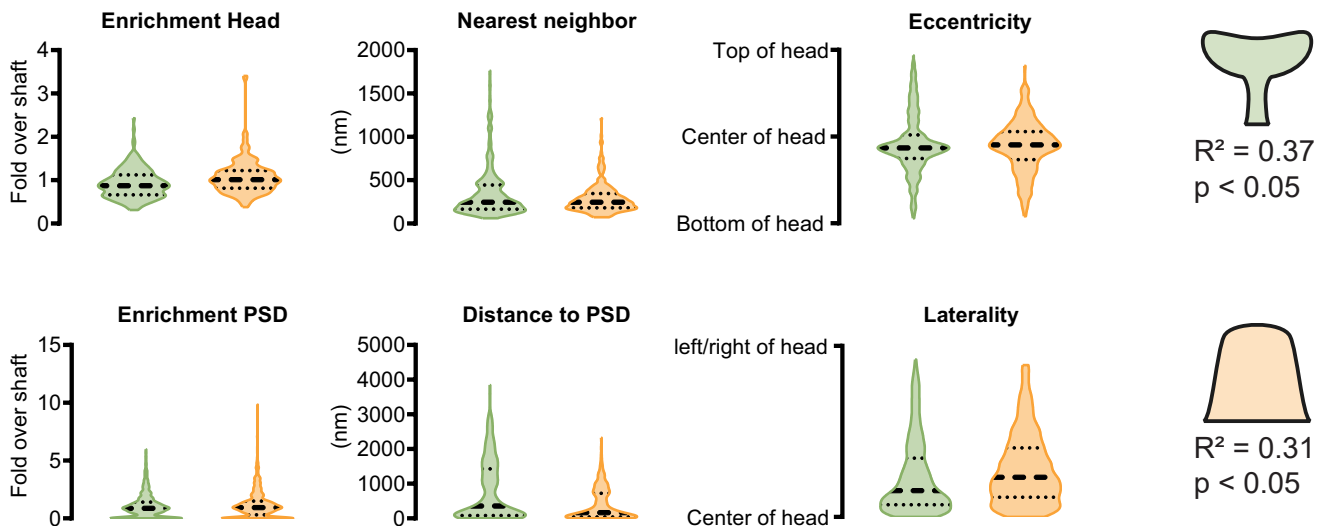 Enrichment Head
Fold over shaft
4
3
2
1
0
Nearest neighbor
(nm)
2000
1500
1000
500
0
Eccentricity
Top of head
Center of head
Bottom of head
R² = 0.37
p < 0.05
Enrichment PSD
Fold over shaft
15
10
5
0
Distance to PSD
(nm)
5000
4000
3000
2000
1000
0
Laterality
left/right of head
Center of head
R² = 0.31
p < 0.05